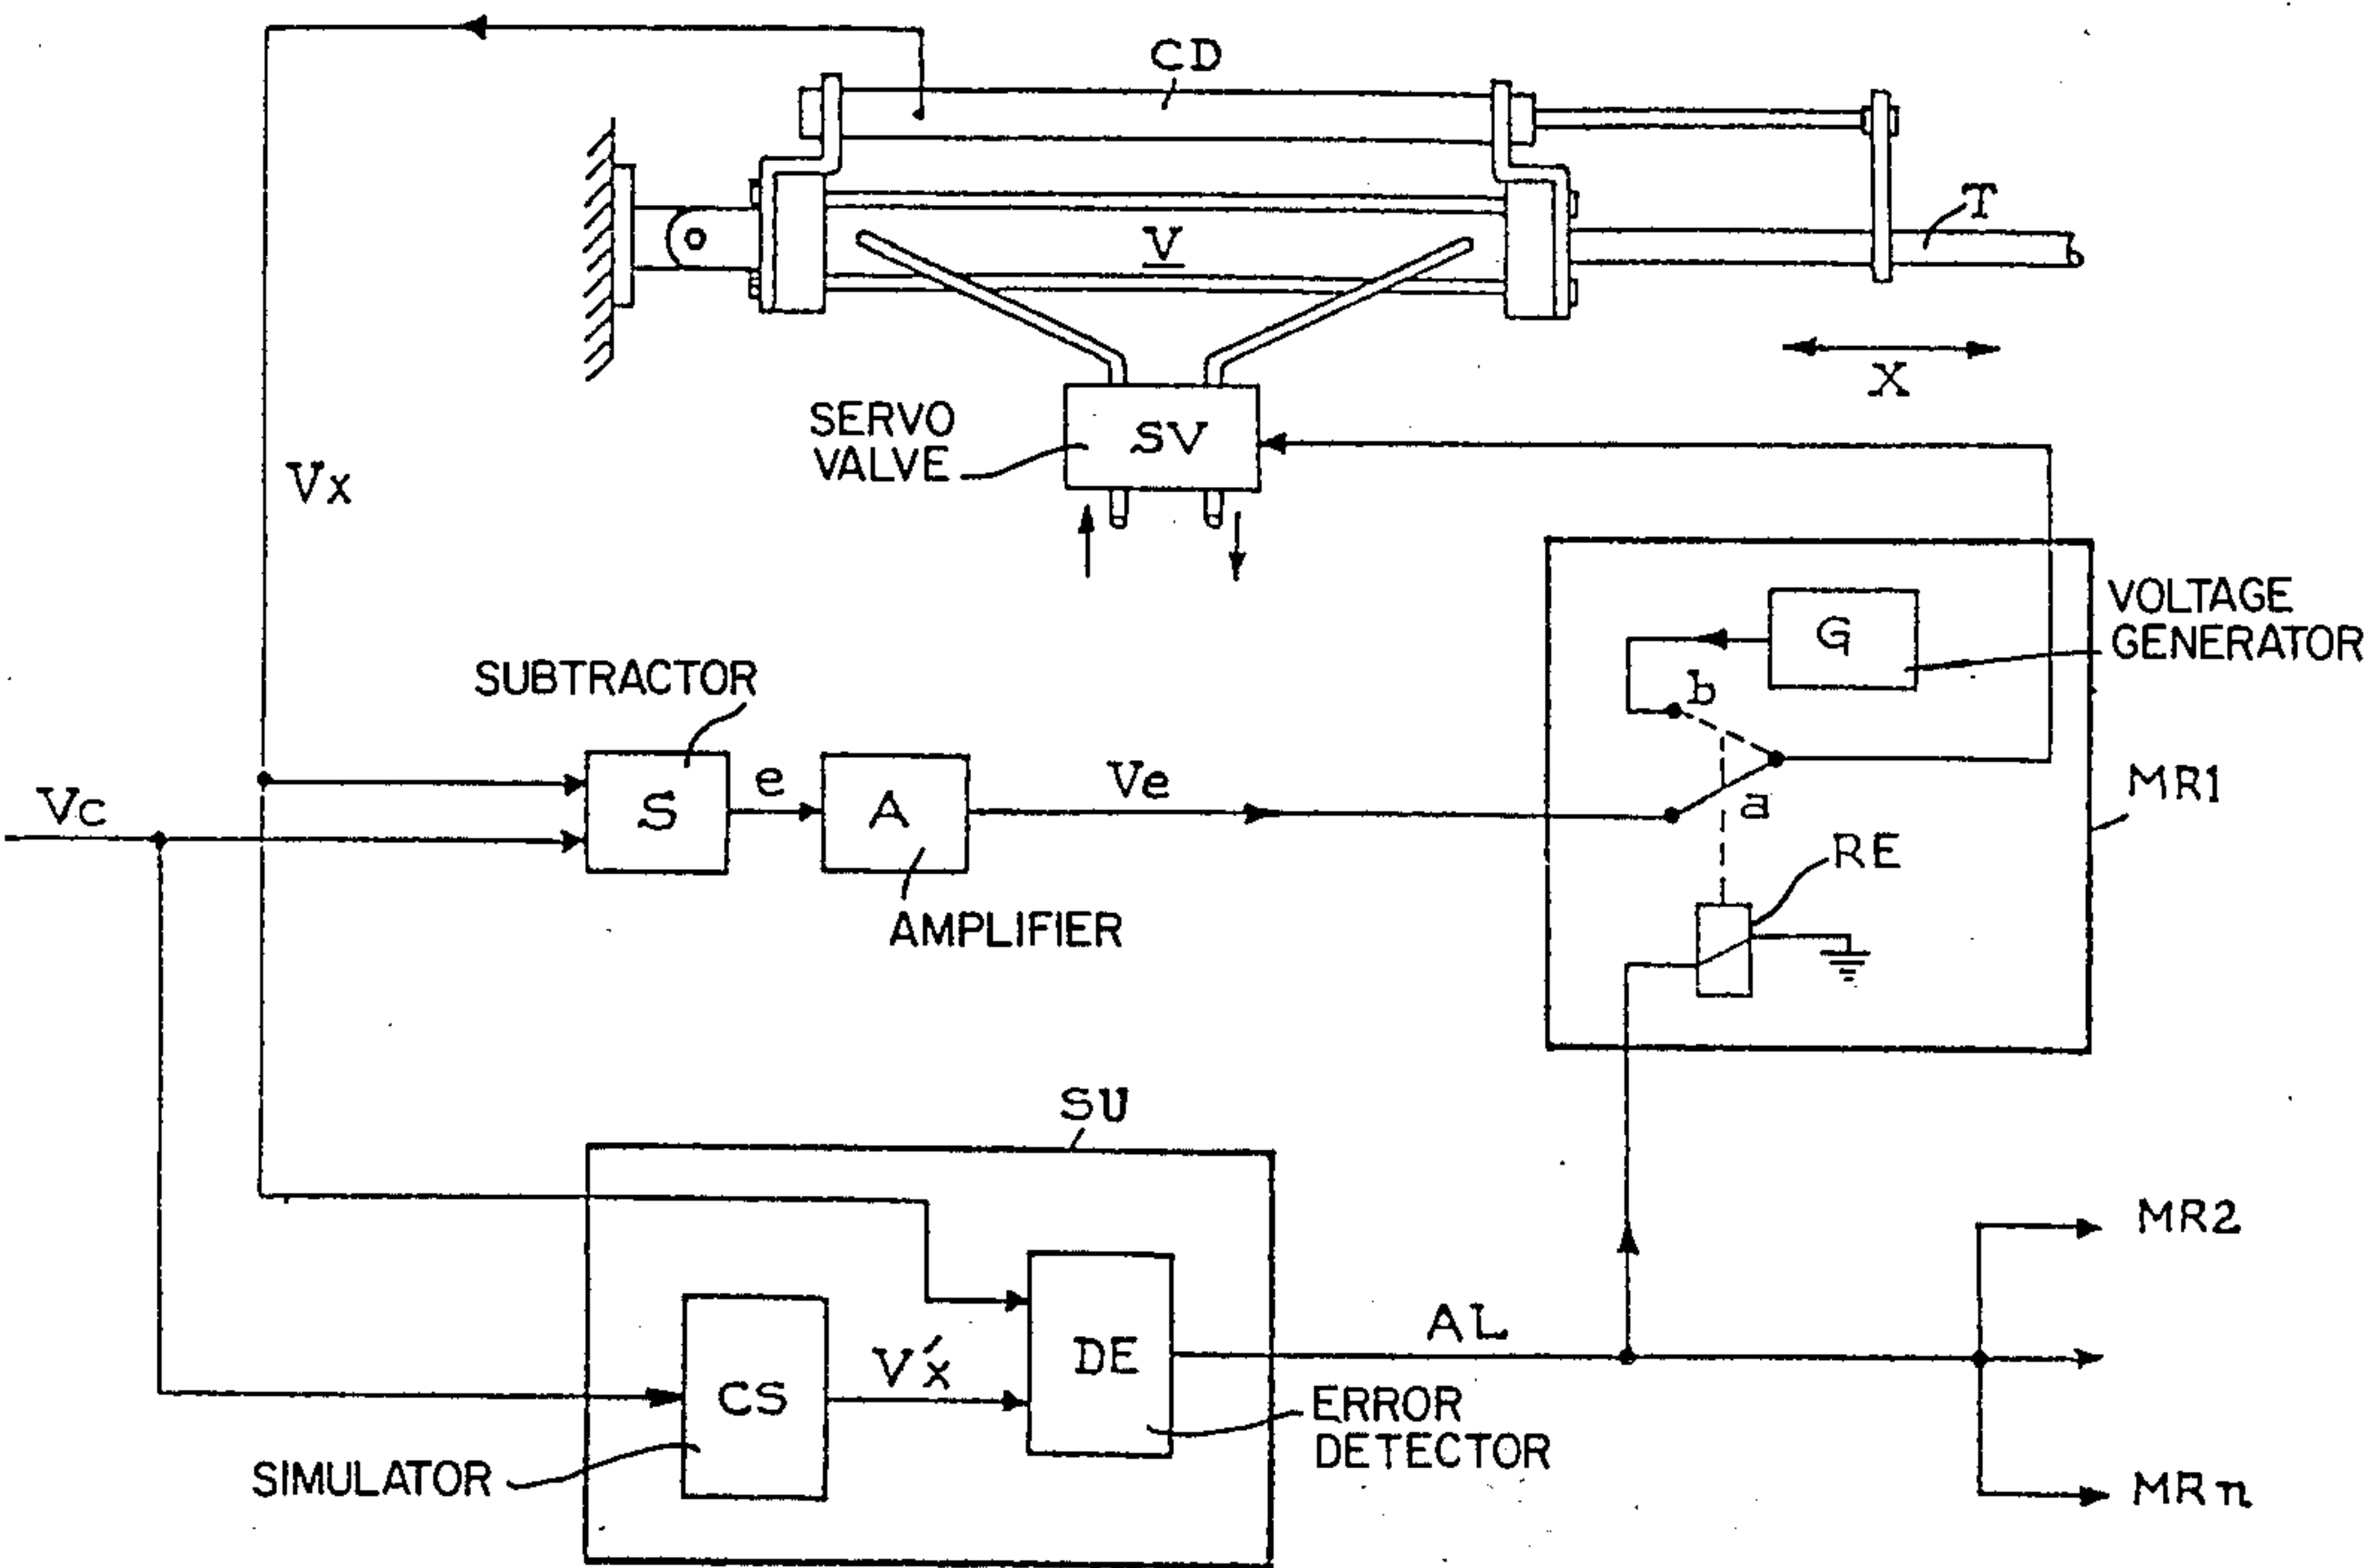 CD
T
V
X
SERVO
VALVE
SV
Vx
VOLTAGE
GENERATOR
G
b
SUBTRACTOR
S
e
A
Ve
a
MR1
Vc
RE
AMPLIFIER
SU
MR2
AL
DE
V'x
CS
ERROR
DETECTOR
SIMULATOR
MRn